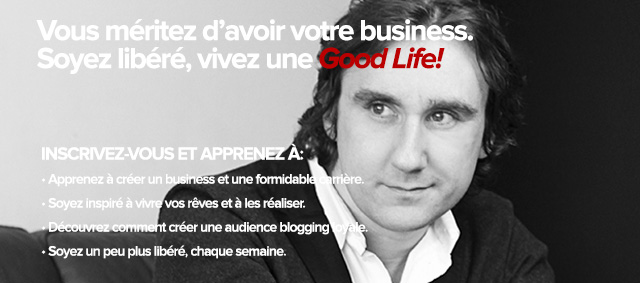 Vous méritez d’avoir votre business.
Soyez libéré, vivez une Good Life!
INSCRIVEZ-VOUS ET APPRENEZ À:
• Apprenez à créer un business et une formidable carrière.
• Soyez inspiré à vivre vos rêves et à les réaliser.
• Découvrez comment créer une audience blogging loyale.
• Soyez un peu plus libéré, chaque semaine.